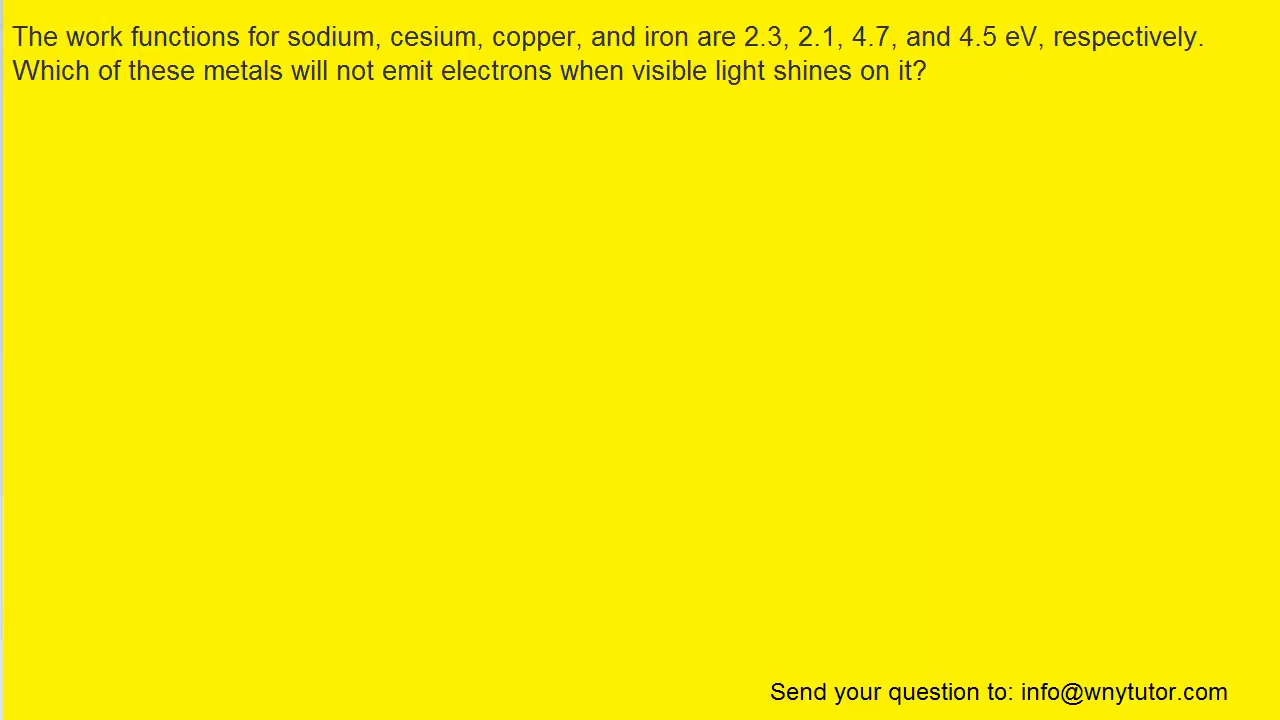 The work functions for sodium, cesium, copper, and iron are 2.3, 2.1, 4.7, and 4.5 eV, respectively.
Which of these metals will not emit electrons when visible light shines on it?
Send your question to: info@wnytutor.com